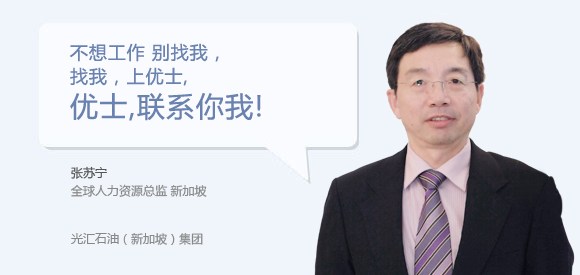 不想工作 别找我，
找我，上优士,
优士,联系你我!
张苏宁
全球人力资源总监 新加坡
光汇石油（新加坡）集团